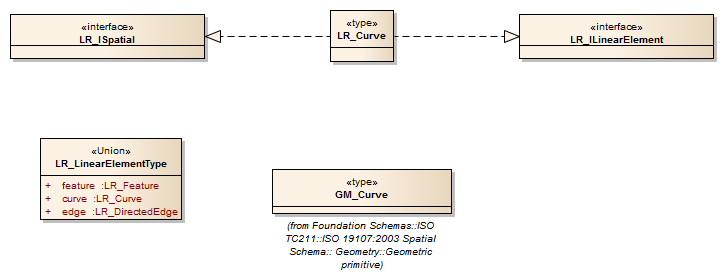 «interface»
LR_ISpatial
«type»
LR_Curve
«interface»
LR_ILinearElement
«Union»
LR_LinearElementType
+ feature :LR_Feature
+ curve :LR_Curve
+ edge :LR_DirectedEdge
«type»
GM_Curve
(from Foundation Schemas::ISO
TC211::ISO 19107:2003 Spatial
Schema:: Geometry::Geometric
primitive)